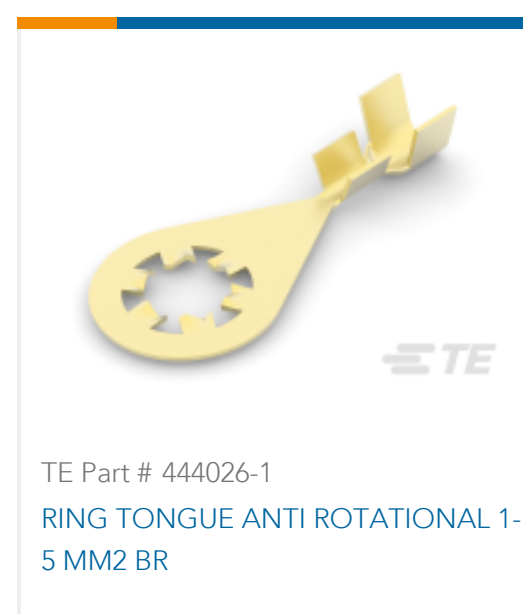 TE
TE Part # 444026-1
RING TONGUE ANTI ROTATIONAL 1-
5 MM2 BR